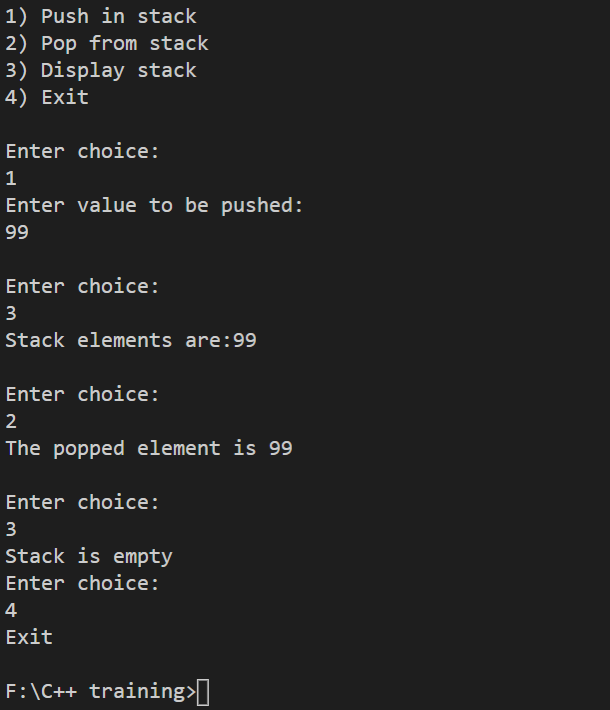 1) Push in stack
2) Pop from stack
3) Display stack
4) Exit
Enter choice:
1
Enter value to be pushed:
99
Enter choice:
3
Stack elements are:99
Enter choice:
2
The popped element is 99
Enter choice:
3
Stack is empty
Enter choice:
4
Exit
F:\C++ training>